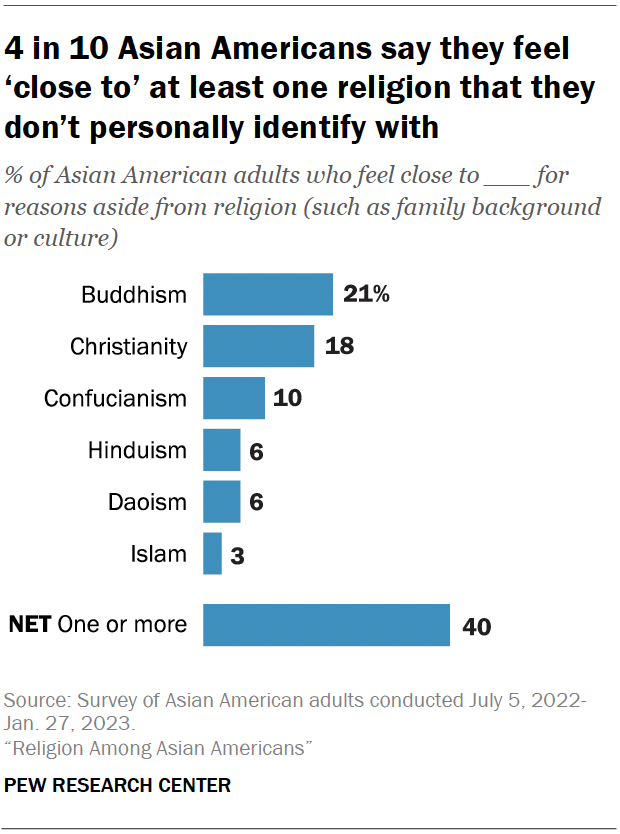 4 in 10 Asian Americans say they feel
‘close to’ at least one religion that they
don’t personally identify with
% of Asian American adults who feel close to ___ for
reasons aside from religion (such as family background
or culture)
Buddhism 21%
Christianity 18
Confucianism 10
Hinduism 6
Daoism 6
Islam 3
NET One or more 40
Source: Survey of Asian American adults conducted July 5, 2022-
Jan. 27, 2023.
“Religion Among Asian Americans”
PEW RESEARCH CENTER